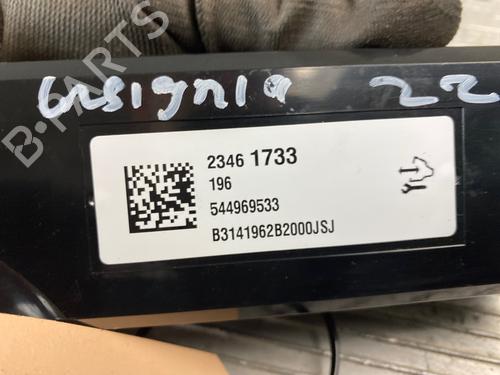 insignia 22
2346 1733
196
544969533
B3141962B2000JSJ
B-PARTS